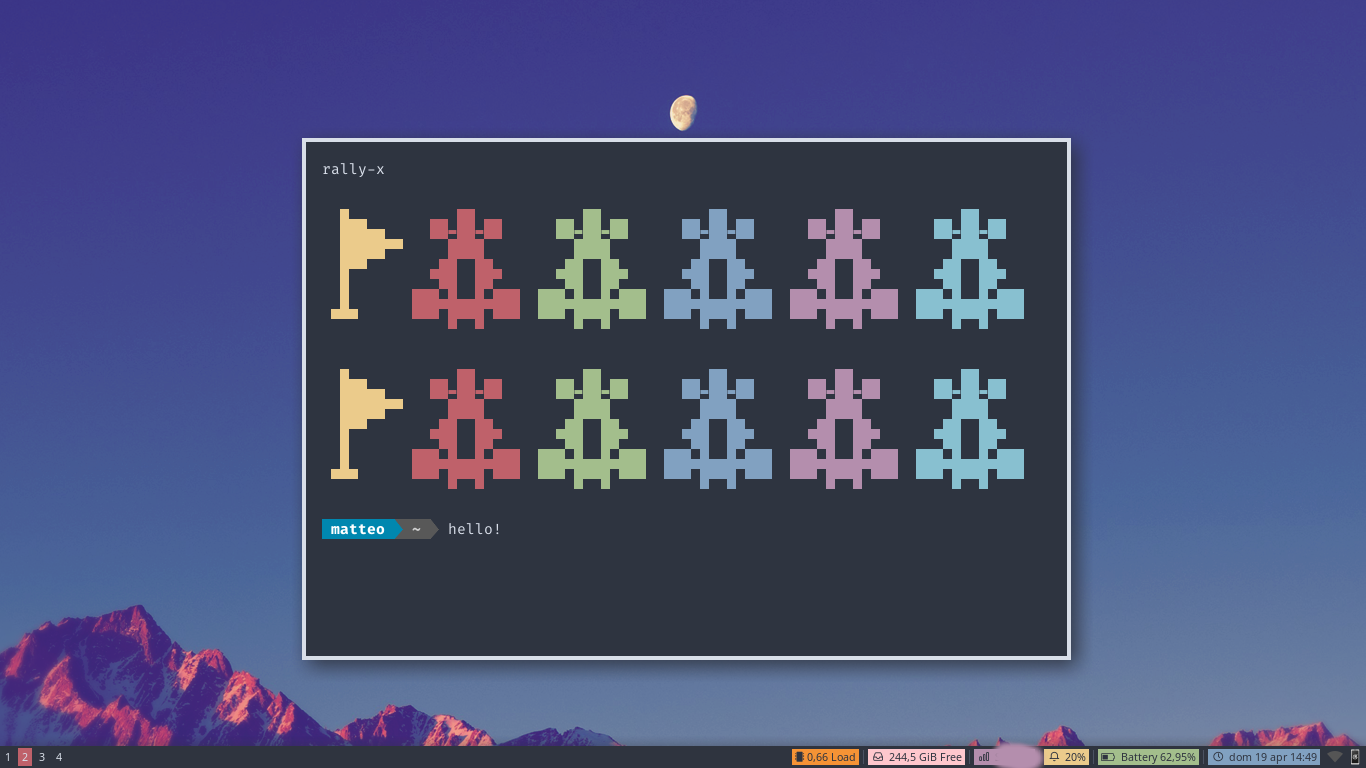 rally-x
matteo ~ hello!
1 2 3 4 0,66 Load 244,5 GiB Free 20% Battery 62,95% dom 19 apr 14:49